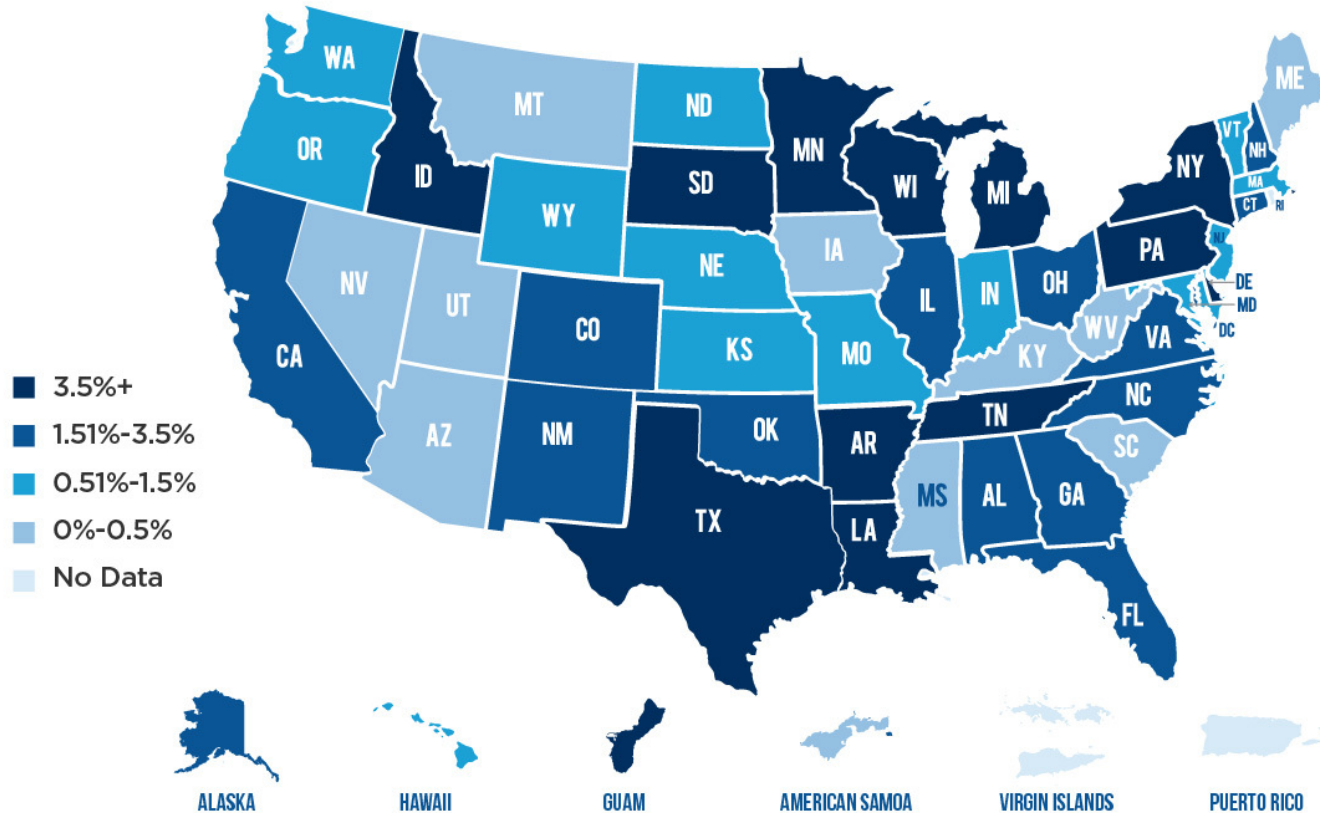 WA
MT
ND
MN
ME
VT
NH
OR
ID
SD
WI
MI
NY
MA
CT
RI
WY
IA
PA
NJ
NE
NV
UT
IL
IN
OH
DE
MD
DC
CA
CO
KS
MO
KY
WV
VA
AZ
NM
OK
AR
TN
NC
SC
TX
LA
MS
AL
GA
FL
3.5%+
1.51%-3.5%
0.51%-1.5%
0%-0.5%
No Data
ALASKA
HAWAII
GUAM
AMERICAN SAMOA
VIRGIN ISLANDS
PUERTO RICO